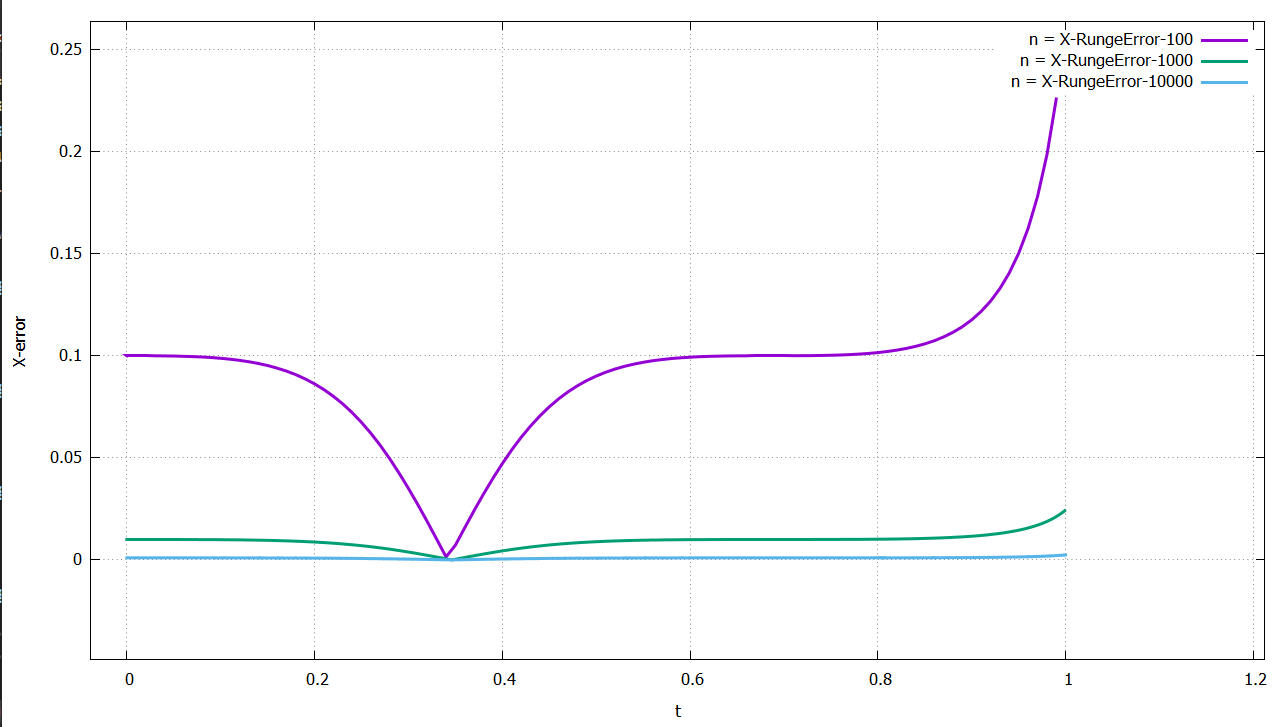 n = X-RungeError-100
n = X-RungeError-1000
n = X-RungeError-10000
0.25
0.2
0.15
0.1
0.05
0
X-error
0 0.2 0.4 0.6 0.8 1 1.2
t